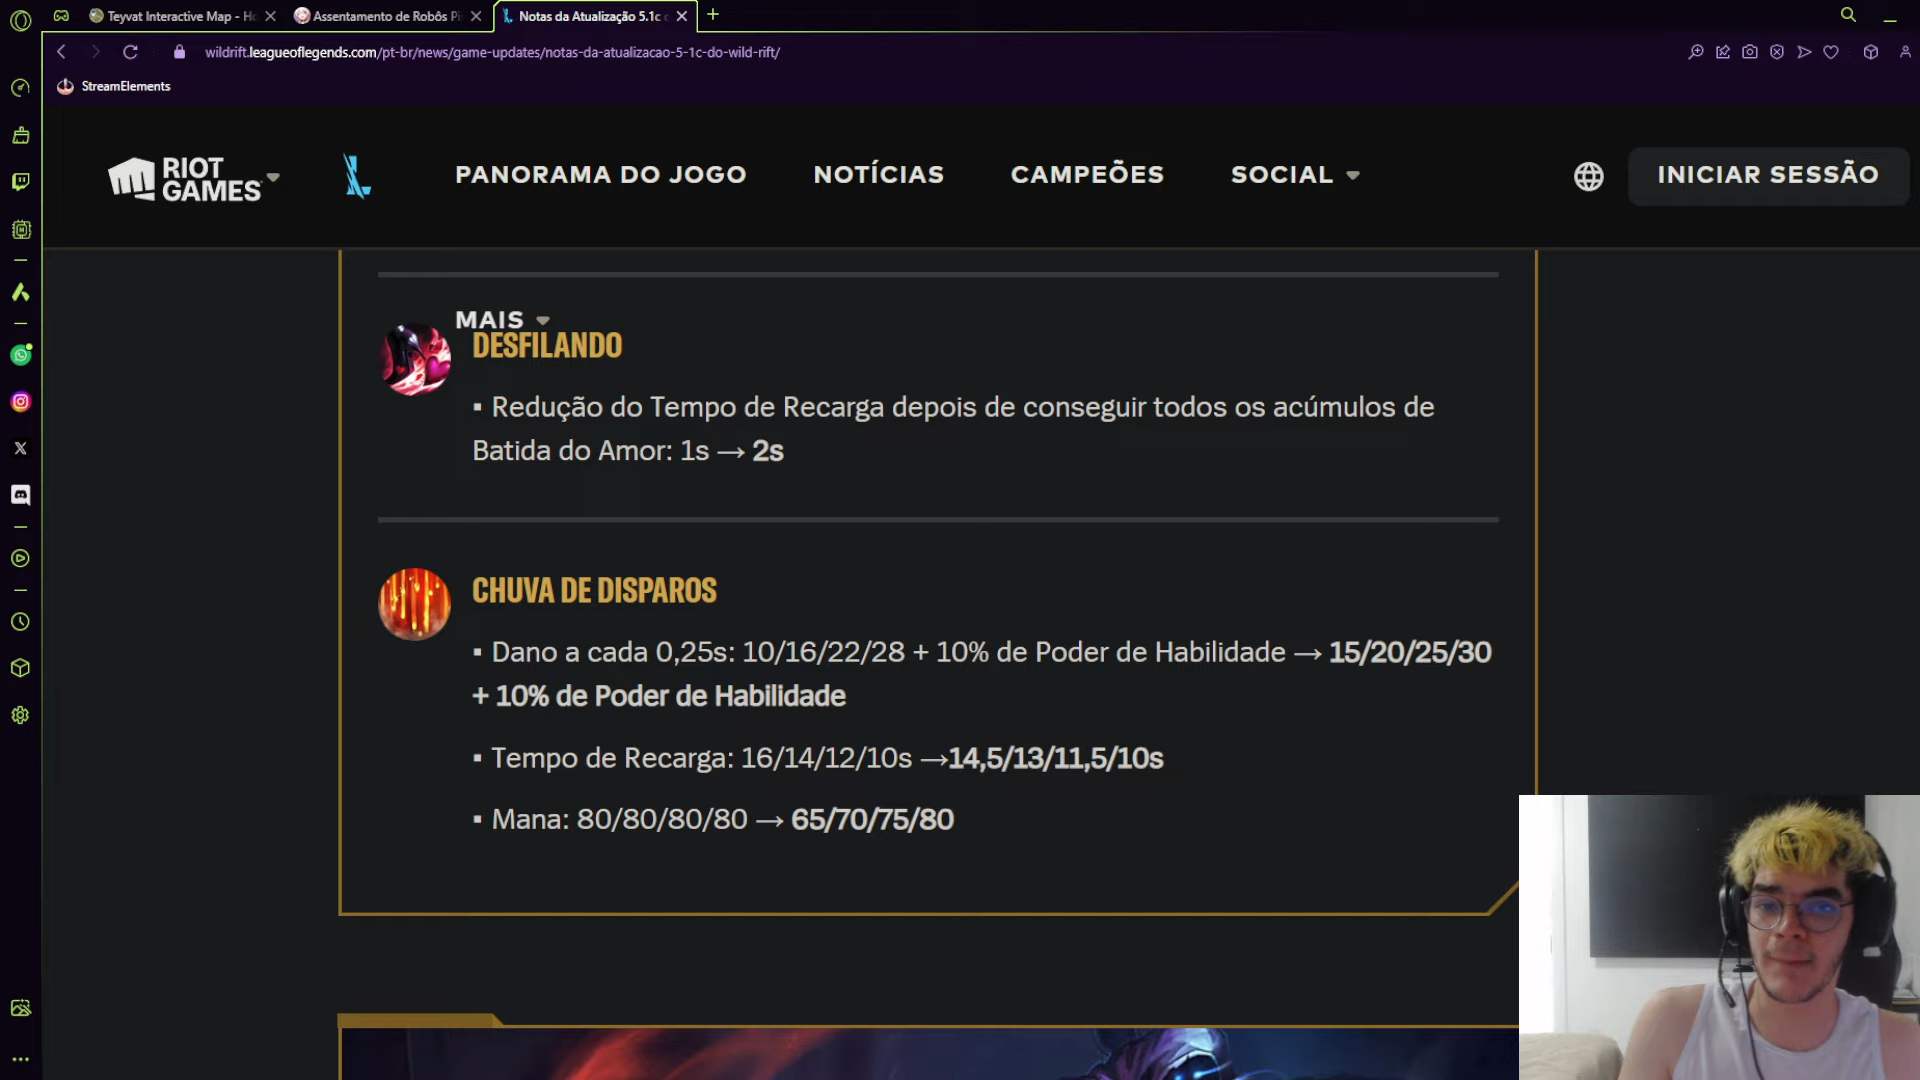 Teyvat Interactive Map - Ho
Assentamento de Robôs Pi
Notas da Atualização 5.1c
wildrift.leagueoflegends.com/pt-br/news/game-updates/notas-da-atualizacao-5-1c-do-wild-rift/
StreamElements
RIOT GAMES
PANORAMA DO JOGO
NOTÍCIAS
CAMPEÕES
SOCIAL
INICIAR SESSÃO
MAIS
DESFILANDO
▪ Redução do Tempo de Recarga depois de conseguir todos os acúmulos de
Batida do Amor: 1s → 2s
CHUVA DE DISPAROS
▪ Dano a cada 0,25s: 10/16/22/28 + 10% de Poder de Habilidade → 15/20/25/30
+ 10% de Poder de Habilidade
▪ Tempo de Recarga: 16/14/12/10s →14,5/13/11,5/10s
▪ Mana: 80/80/80/80 → 65/70/75/80